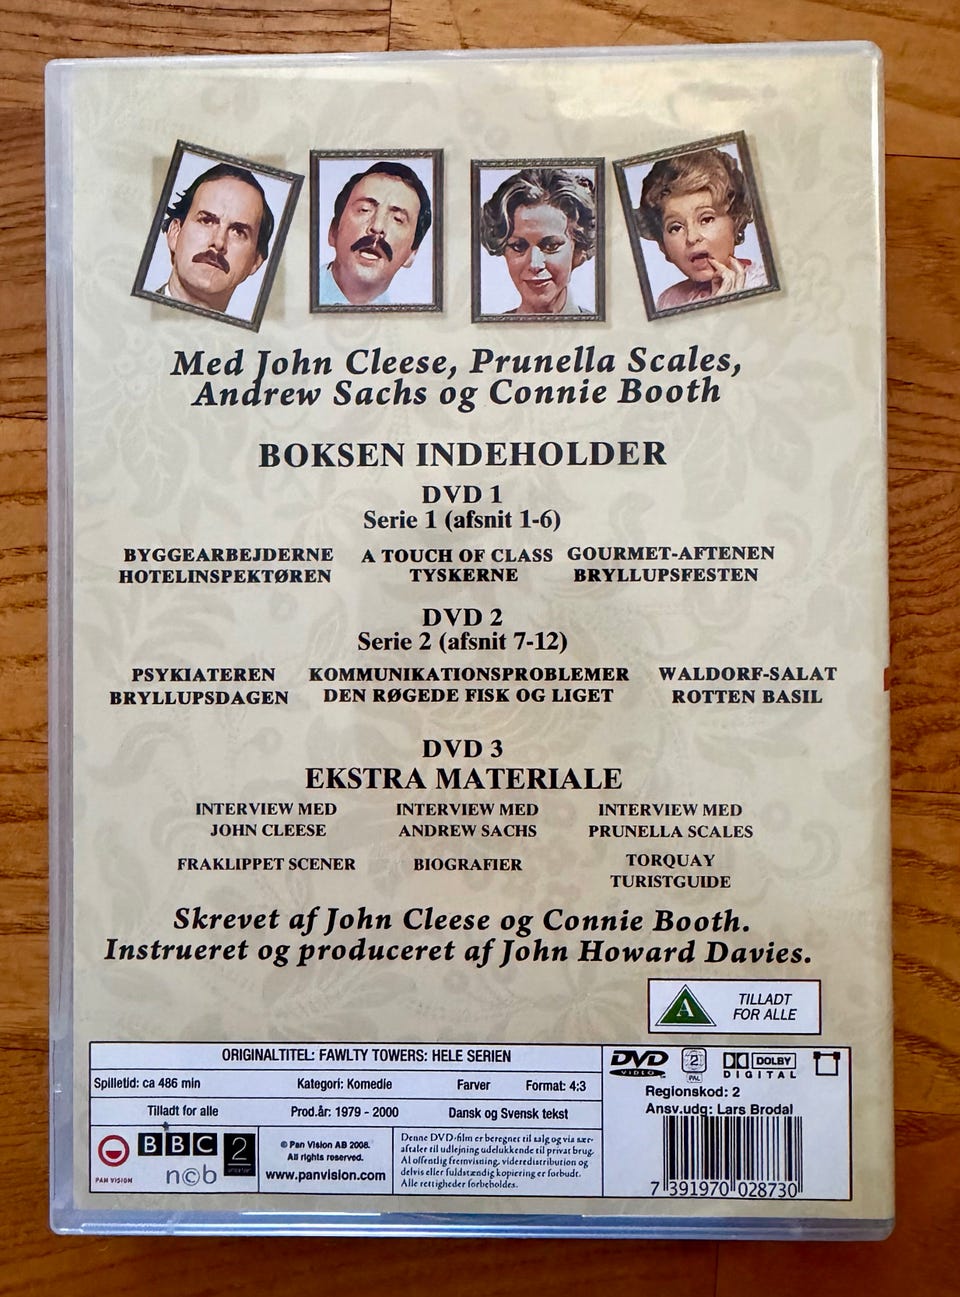 Med John Cleese, Prunella Scales,
Andrew Sachs og Connie Booth
BOKSEN INDEHOLDER
DVD 1
Serie 1 (afsnit 1-6)
BYGGEARBEJDERNE A TOUCH OF CLASS GOURMET-AFTENEN
HOTELINSPEKTØREN TYSKERNE BRYLLUPSFESTEN
DVD 2
Serie 2 (afsnit 7-12)
PSYKIATEREN KOMMUNIKATIONSPROBLEMER WALDORF-SALAT
BRYLLUPSDAGEN DEN RØGEDE FISK OG LIGET ROTTEN BASIL
DVD 3
EKSTRA MATERIALE
INTERVIEW MED INTERVIEW MED INTERVIEW MED
JOHN CLEESE ANDREW SACHS PRUNELLA SCALES
FRAKLIPPET SCENER BIOGRAFIER TORQUAY
TURISTGUIDE
Skrevet af John Cleese og Connie Booth.
Instrueret og produceret af John Howard Davies.
A TILLADT
FOR ALLE
ORIGINALTITEL: FAWLTY TOWERS: HELE SERIEN
Spilletid: ca 486 min Kategori: Komedie Farver Format: 4:3
Tilladt for alle Prod.år: 1979 - 2000 Dansk og Svensk tekst
PAN VISION
BBC 2
n©b
© Pan Vision AB 2008.
All rights reserved.
www.panvision.com
Denne DVD-film er beregnet til salg og via sær-
aftaler til udlejning udelukkende til privat brug.
Al offentlig fremvisning, videredistribution og
delvis eller fuldstændig kopiering er forbudt.
Alle rettigheder forbeholdes.
DVD VIDEO 2 PAL DOLBY DIGITAL
Regionskod: 2
Ansv.udg: Lars Brodal
7 391970 028730